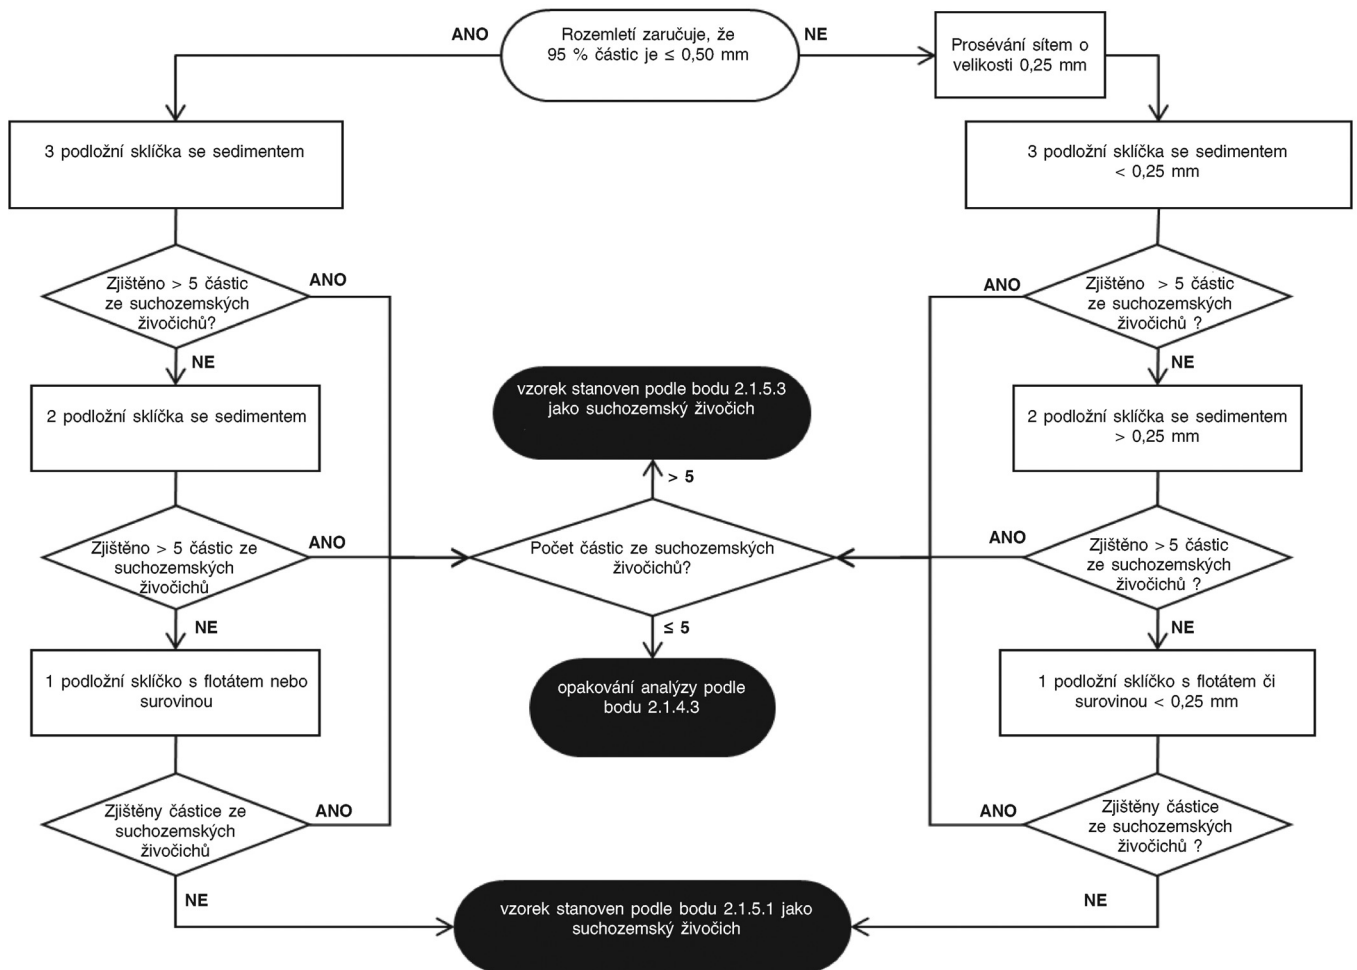 ANO
Rozemletí zaručuje, že
95 % částic je ≤ 0,50 mm
NE
Prosévání sítem o
velikosti 0,25 mm
3 podložní sklíčka se sedimentem
3 podložní sklíčka se sedimentem
< 0,25 mm
Zjištěno > 5 částic
ze suchozemských
živočichů?
ANO
NE
ANO
Zjištěno > 5 částic
ze suchozemských
živočichů ?
NE
2 podložní sklíčka se sedimentem
vzorek stanoven podle bodu 2.1.5.3
jako suchozemský živočich
2 podložní sklíčka se sedimentem
> 0,25 mm
> 5
Zjištěno > 5 částic ze
suchozemských
živočichů
ANO
NE
Počet částic ze suchozemských
živočichů?
ANO
Zjištěno > 5 částic
ze suchozemských
živočichů ?
NE
≤ 5
1 podložní sklíčko s flotátem nebo
surovinou
opakování analýzy podle
bodu 2.1.4.3
1 podložní sklíčko s flotátem či
surovinou < 0,25 mm
Zjištěny částice ze
suchozemských
živočichů
ANO
NE
ANO
Zjištěny částice
ze suchozemských
živočichů ?
NE
vzorek stanoven podle bodu 2.1.5.1 jako
suchozemský živočich